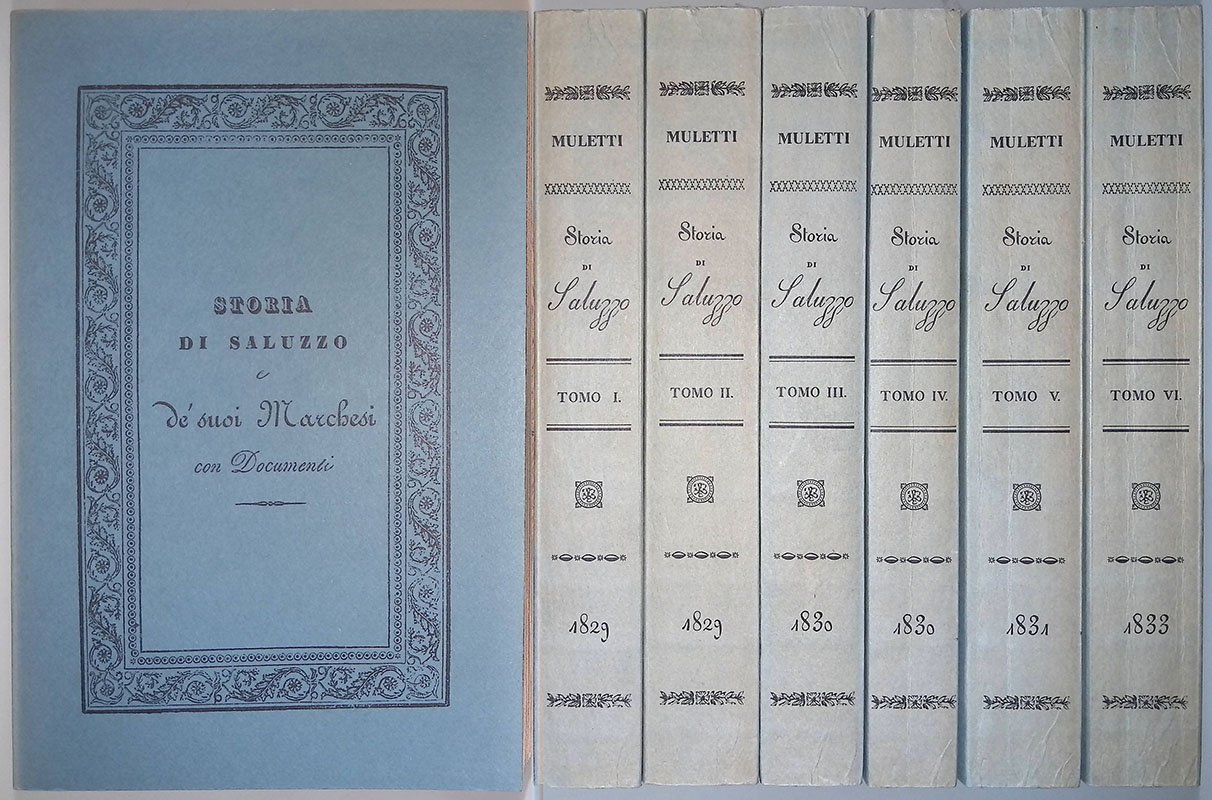 STORIA
DI SALUZZO
e
de' suoi Marchesi
con Documenti
MULETTI
Storia
DI
Saluzzo
TOMO I.
1829
MULETTI
Storia
DI
Saluzzo
TOMO II.
1829
MULETTI
Storia
DI
Saluzzo
TOMO III.
1830
MULETTI
Storia
DI
Saluzzo
TOMO IV.
1830
MULETTI
Storia
DI
Saluzzo
TOMO V.
1831
MULETTI
Storia
DI
Saluzzo
TOMO VI.
1833